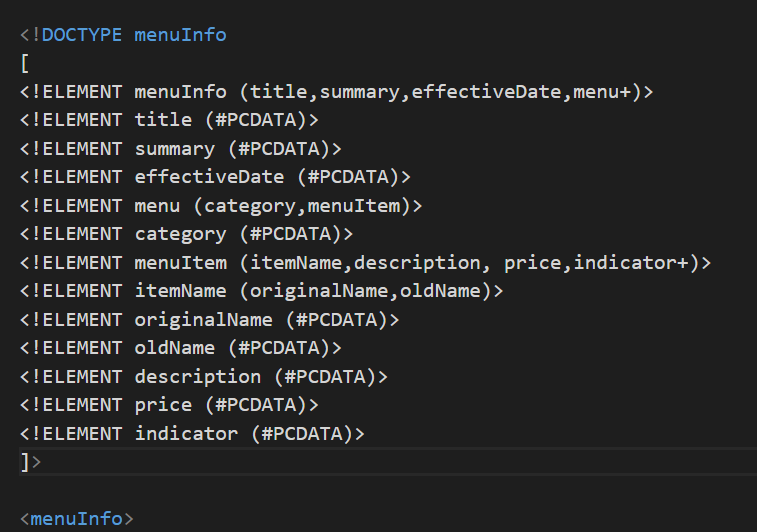 <!DOCTYPE menuInfo
[
<!ELEMENT menuInfo (title,summary,effectiveDate,menu+)>
<!ELEMENT title (#PCDATA)>
<!ELEMENT summary (#PCDATA)>
<!ELEMENT effectiveDate (#PCDATA)>
<!ELEMENT menu (category,menuItem)>
<!ELEMENT category (#PCDATA)>
<!ELEMENT menuItem (itemName,description, price,indicator+)>
<!ELEMENT itemName (originalName,oldName)>
<!ELEMENT originalName (#PCDATA)>
<!ELEMENT oldName (#PCDATA)>
<!ELEMENT description (#PCDATA)>
<!ELEMENT price (#PCDATA)>
<!ELEMENT indicator (#PCDATA)>
]>
<menuInfo>